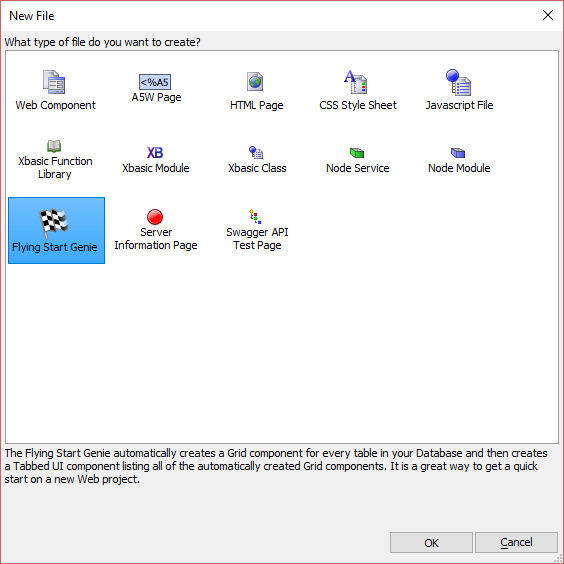 New File
What type of file do you want to create?
Web Component
<%A5
A5W Page
HTML Page
A
CSS Style Sheet
Javascript File
Xbasic Function
Library
XB
Xbasic Module
Xbasic Class
Node Service
Node Module
Flying Start Genie
Server
Information Page
Swagger API
Test Page
The Flying Start Genie automatically creates a Grid component for every table in your Database and then creates
a Tabbed UI component listing all of the automatically created Grid components. It is a great way to get a quick
start on a new Web project.
OK
Cancel